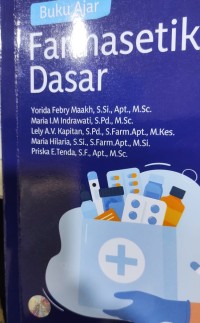 Buku Ajar
Farmasetik
Dasar
Yorida Febry Maakh, S.Si., Apt., M.Sc.
Maria I.M Indrawati, S.Pd., M.Sc.
Lely A.V. Kapitan, S.Pd., S.Farm.Apt., M.Kes.
Maria Hilaria, S.Si., S.Farm.Apt., M.Si.
Priska E.Tenda, S.F., Apt., M.Sc.